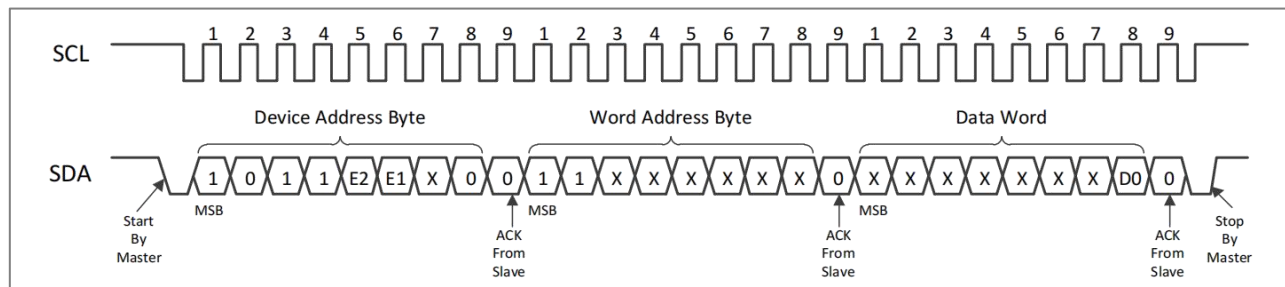 SCL 1 2 3 4 5 6 7 8 9 1 2 3 4 5 6 7 8 9 1 2 3 4 5 6 7 8 9
Device Address Byte Word Address Byte Data Word
SDA 1 0 1 1 E2 E1 X 0 0 1 1 X X X X X X 0 X X X X X X X D0 0
MSB MSB MSB
Start
By
Master
ACK
From
Slave
ACK
From
Slave
ACK
From
Slave
Stop
By
Master